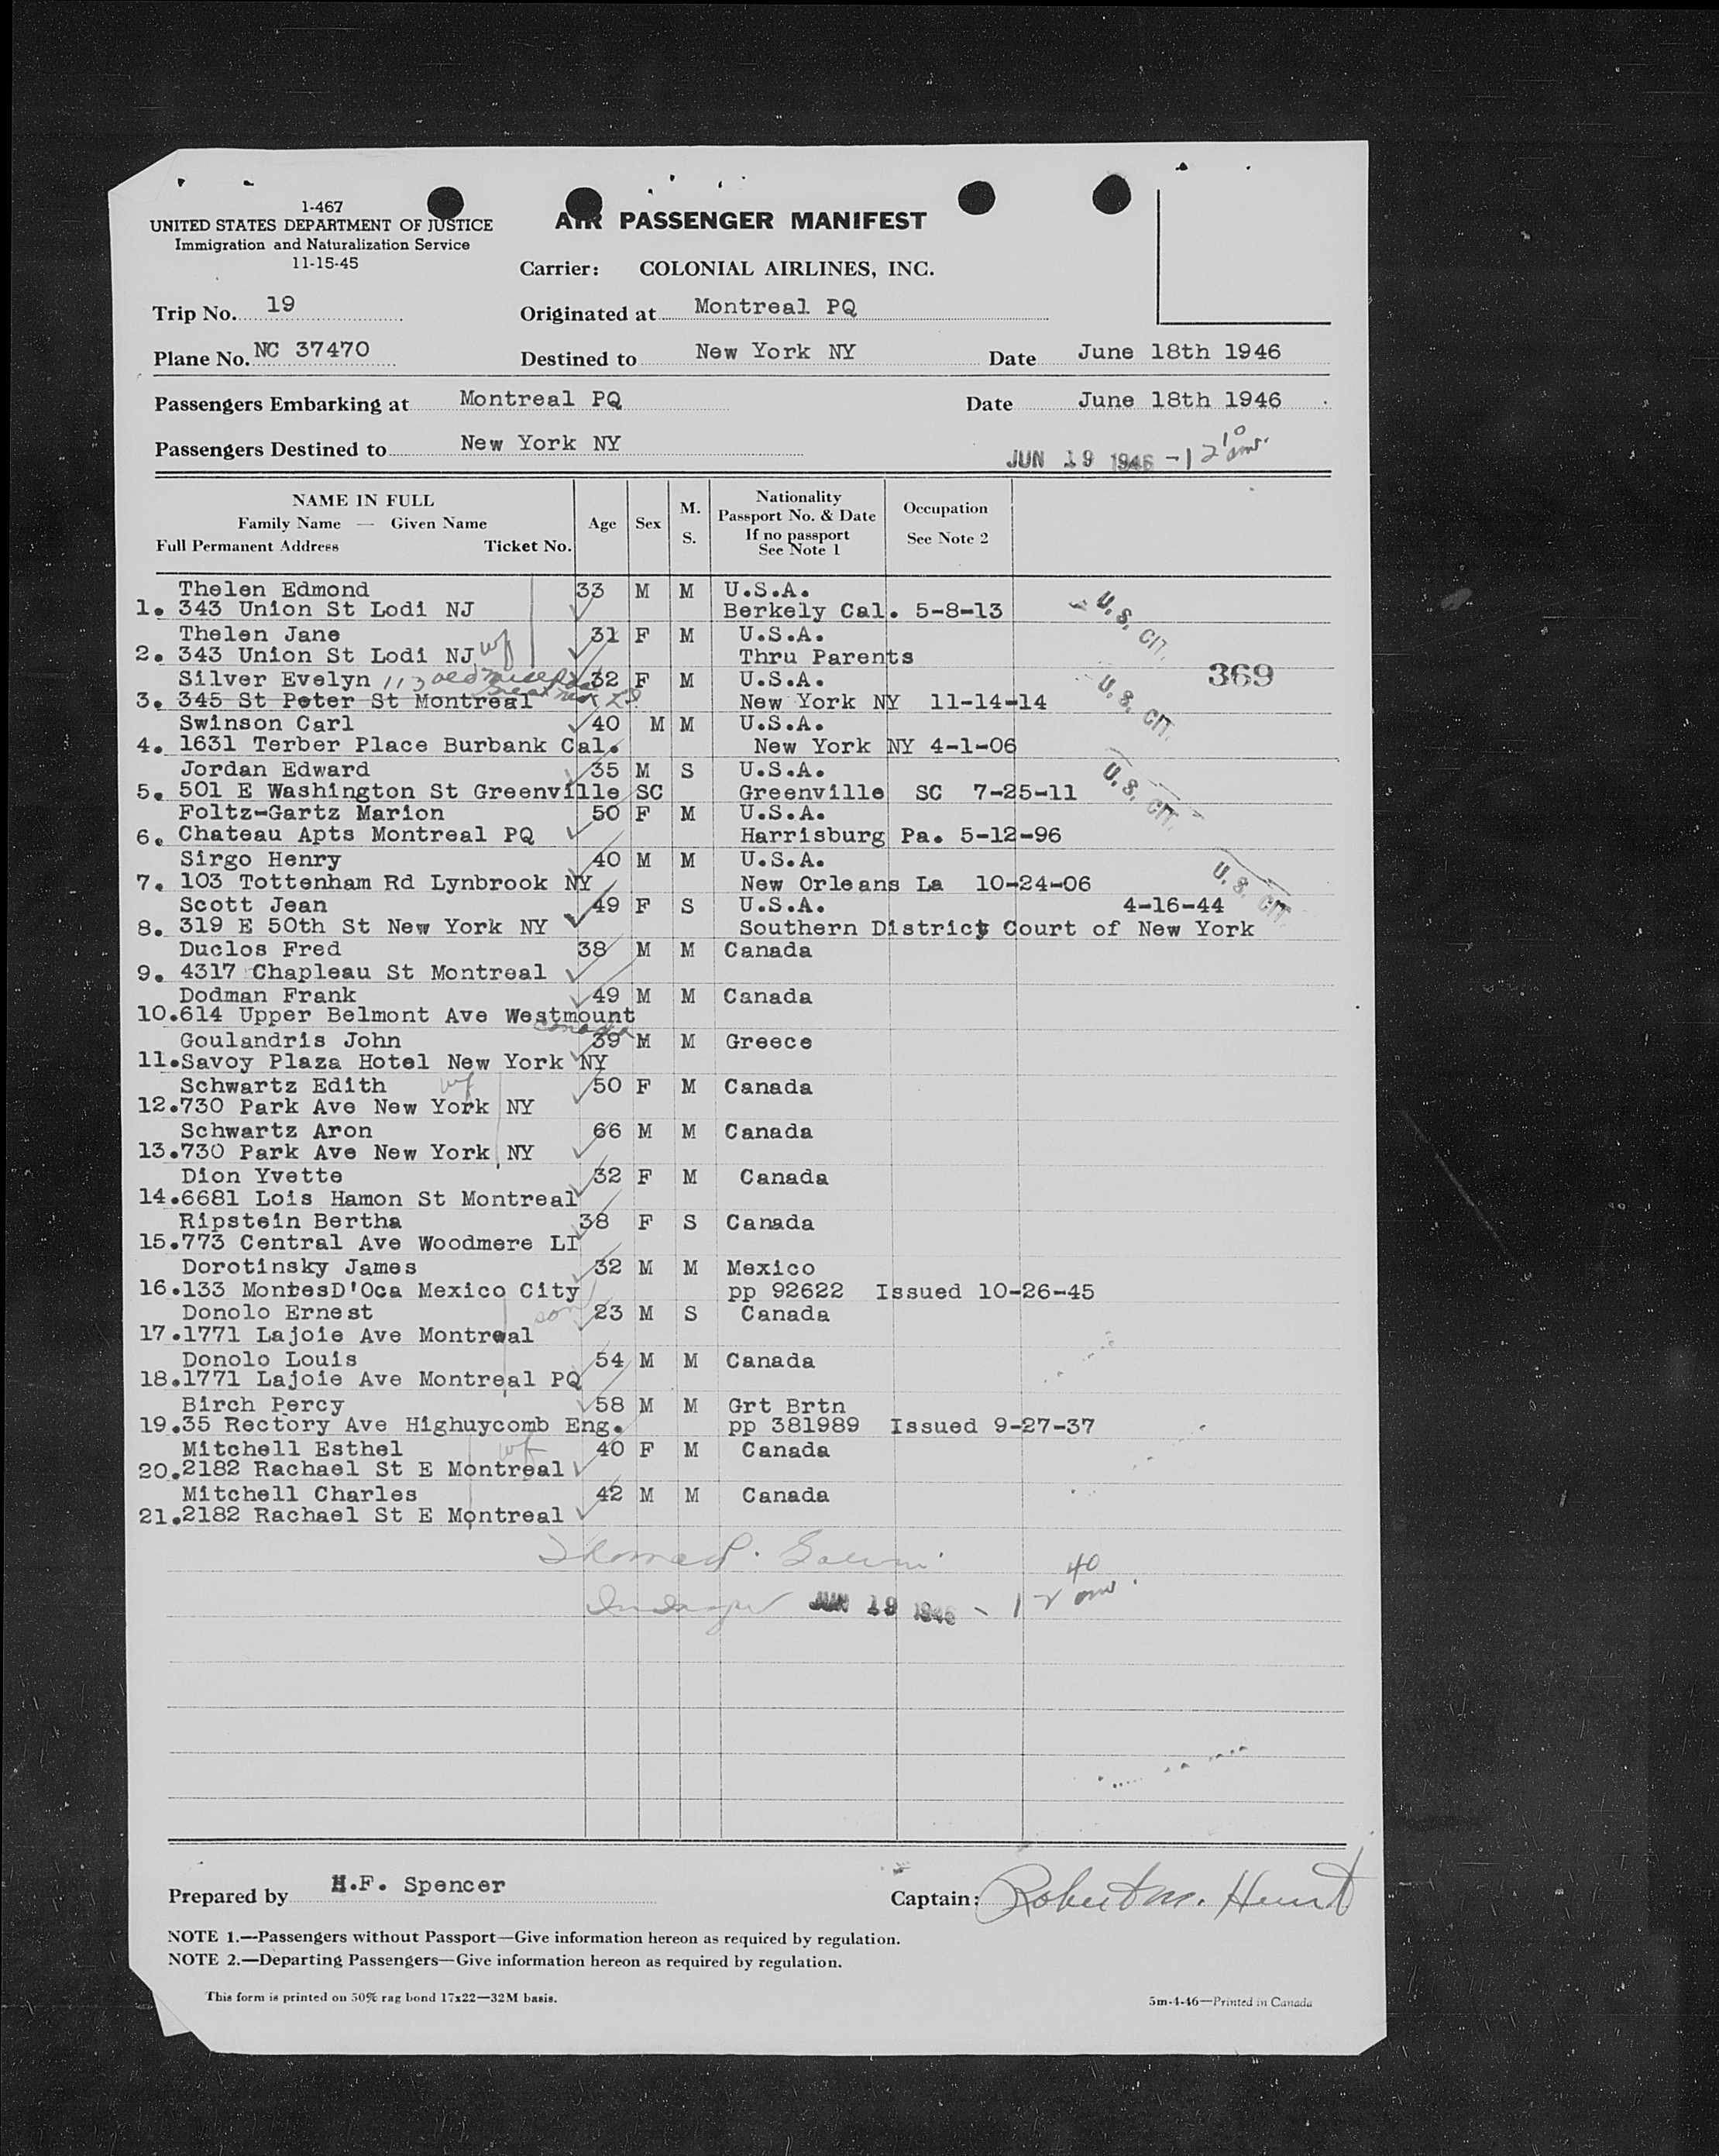 1-467
UNITED STATES DEPARTMENT OF JUSTICE
Immigration and Naturalization Service
11-15-45
AIR PASSENGER MANIFEST
Carrier: COLONIAL AIRLINES, INC.
Trip No. 19
Originated at Montreal PQ
Plane No. NC 37470
Destined to New York NY
Date June 18th 1946
Passengers Embarking at Montreal PQ
Date June 18th 1946
Passengers Destined to New York NY
JUN 19 1946 - 12 10 am.
NAME IN FULL
Family Name — Given Name
Full Permanent Address Ticket No.
Age
Sex
M.
S.
Nationality
Passport No. & Date
If no passport
See Note 1
Occupation
See Note 2
Thelen Edmond 33 M M U.S.A.
1. 343 Union St Lodi NJ Berkely Cal. 5-8-13
U.S. CIT.
Thelen Jane wf 31 F M U.S.A.
2. 343 Union St Lodi NJ Thru Parents
369
Silver Evelyn 113 32 F M U.S.A.
3. 345 St Peter St Montreal New York NY 11-14-14
U.S. CIT.
Swinson Carl 40 M M U.S.A.
4. 1631 Terber Place Burbank Cal. New York NY 4-1-06
Jordan Edward 35 M S U.S.A.
5. 501 E Washington St Greenville SC Greenville SC 7-25-11
U.S. CIT.
Foltz-Gartz Marion 50 F M U.S.A.
6. Chateau Apts Montreal PQ Harrisburg Pa. 5-12-96
Sirgo Henry 40 M M U.S.A.
7. 103 Tottenham Rd Lynbrook NY New Orleans La 10-24-06
U.S. CIT.
Scott Jean 49 F S U.S.A. 4-16-44
8. 319 E 50th St New York NY Southern District Court of New York
Duclos Fred 38 M M Canada
9. 4317 Chapleau St Montreal
Dodman Frank 49 M M Canada
10. 614 Upper Belmont Ave Westmount
Canada
Goulandris John 39 M M Greece
11. Savoy Plaza Hotel New York NY
Schwartz Edith wf 50 F M Canada
12. 730 Park Ave New York NY
Schwartz Aron 66 M M Canada
13. 730 Park Ave New York NY
Dion Yvette 32 F M Canada
14. 6681 Lois Hamon St Montreal
Ripstein Bertha 38 F S Canada
15. 773 Central Ave Woodmere LI
Dorotinsky James 32 M M Mexico
16. 133 MontesD'Oca Mexico City pp 92622 Issued 10-26-45
Donolo Ernest son 23 M S Canada
17. 1771 Lajoie Ave Montreal
Donolo Louis 54 M M Canada
18. 1771 Lajoie Ave Montreal PQ
Birch Percy 58 M M Grt Brtn
19. 35 Rectory Ave Highuycomb Eng. pp 381989 Issued 9-27-37
Mitchell Esthel wf 40 F M Canada
20. 2182 Rachael St E Montreal
Mitchell Charles 42 M M Canada
21. 2182 Rachael St E Montreal
JUN 19 1946 - 12 40 am.
Prepared by H.F. Spencer
Captain: Robert M. Hunt
NOTE 1.—Passengers without Passport—Give information hereon as required by regulation.
NOTE 2.—Departing Passengers—Give information hereon as required by regulation.
This form is printed on 50% rag bond 17x22—32M basis.
5m-4-46—Printed in Canada